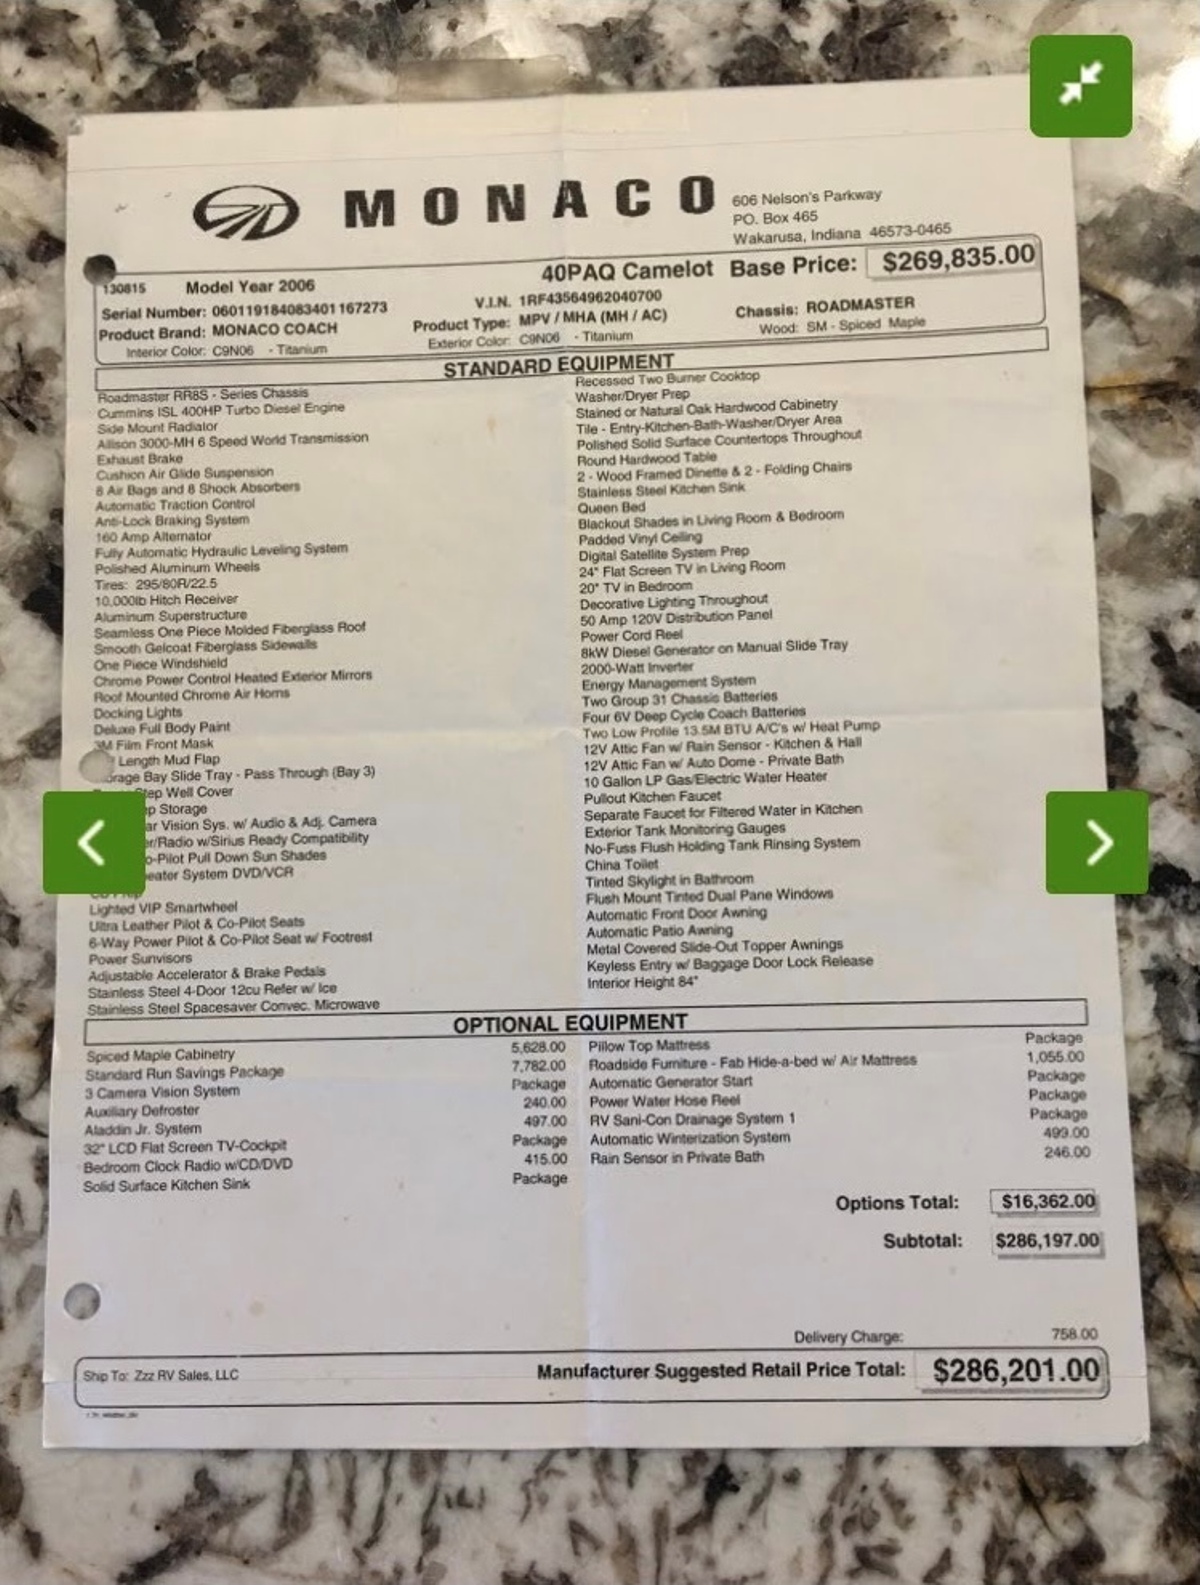 MONACO
606 Nelson's Parkway
PO. Box 465
Wakarusa, Indiana 46573-0465
130815 Model Year 2006
40PAQ Camelot Base Price: $269,835.00
Serial Number: 060119184083401167273
V.I.N. 1RF43564962040700
Chassis: ROADMASTER
Product Brand: MONACO COACH
Product Type: MPV / MHA (MH / AC)
Wood: SM - Spiced Maple
Interior Color: C9N06 - Titanium
Exterior Color: C9N06 - Titanium
STANDARD EQUIPMENT
Roadmaster RR8S - Series Chassis
Cummins ISL 400HP Turbo Diesel Engine
Side Mount Radiator
Allison 3000-MH 6 Speed World Transmission
Exhaust Brake
Cushion Air Glide Suspension
8 Air Bags and 8 Shock Absorbers
Automatic Traction Control
Anti-Lock Braking System
160 Amp Alternator
Fully Automatic Hydraulic Leveling System
Polished Aluminum Wheels
Tires: 295/80R/22.5
10,000lb Hitch Receiver
Aluminum Superstructure
Seamless One Piece Molded Fiberglass Roof
Smooth Gelcoat Fiberglass Sidewalls
One Piece Windshield
Chrome Power Control Heated Exterior Mirrors
Roof Mounted Chrome Air Horns
Docking Lights
Deluxe Full Body Paint
3M Film Front Mask
Length Mud Flap
Bay Slide Tray - Pass Through (Bay 3)
Well Cover
Storage
Vision Sys. w/ Audio & Adj. Camera
w/Sirius Ready Compatibility
Pull Down Sun Shades
System DVD/VCR
Lighted VIP Smartwheel
Ultra Leather Pilot & Co-Pilot Seats
6-Way Power Pilot & Co-Pilot Seat w/ Footrest
Power Sunvisors
Adjustable Accelerator & Brake Pedals
Stainless Steel 4-Door 12cu Refer w/ Ice
Stainless Steel Spacesaver Convec. Microwave
Recessed Two Burner Cooktop
Washer/Dryer Prep
Stained or Natural Oak Hardwood Cabinetry
Tile - Entry-Kitchen-Bath-Washer/Dryer Area
Polished Solid Surface Countertops Throughout
Round Hardwood Table
2 - Wood Framed Dinette & 2 - Folding Chairs
Stainless Steel Kitchen Sink
Queen Bed
Blackout Shades in Living Room & Bedroom
Padded Vinyl Ceiling
Digital Satellite System Prep
24" Flat Screen TV in Living Room
20" TV in Bedroom
Decorative Lighting Throughout
50 Amp 120V Distribution Panel
Power Cord Reel
8kW Diesel Generator on Manual Slide Tray
2000-Watt Inverter
Energy Management System
Two Group 31 Chassis Batteries
Four 6V Deep Cycle Coach Batteries
Two Low Profile 13.5M BTU A/C's w/ Heat Pump
12V Attic Fan w/ Rain Sensor - Kitchen & Hall
12V Attic Fan w/ Auto Dome - Private Bath
10 Gallon LP Gas/Electric Water Heater
Pullout Kitchen Faucet
Separate Faucet for Filtered Water in Kitchen
Exterior Tank Monitoring Gauges
No-Fuss Flush Holding Tank Rinsing System
China Toilet
Tinted Skylight in Bathroom
Flush Mount Tinted Dual Pane Windows
Automatic Front Door Awning
Automatic Patio Awning
Metal Covered Slide-Out Topper Awnings
Keyless Entry w/ Baggage Door Lock Release
Interior Height 84"
OPTIONAL EQUIPMENT
Spiced Maple Cabinetry 5,628.00
Standard Run Savings Package 7,782.00
3 Camera Vision System Package
Auxiliary Defroster 240.00
Aladdin Jr. System 497.00
32" LCD Flat Screen TV-Cockpit Package
Bedroom Clock Radio w/CD/DVD 415.00
Solid Surface Kitchen Sink Package
Pillow Top Mattress Package
Roadside Furniture - Fab Hide-a-bed w/ Air Mattress 1,055.00
Automatic Generator Start Package
Power Water Hose Reel Package
RV Sani-Con Drainage System 1 Package
Automatic Winterization System 499.00
Rain Sensor in Private Bath 246.00
Options Total: $16,362.00
Subtotal: $286,197.00
Delivery Charge: 758.00
Ship To: Zzz RV Sales, LLC
Manufacturer Suggested Retail Price Total: $286,201.00